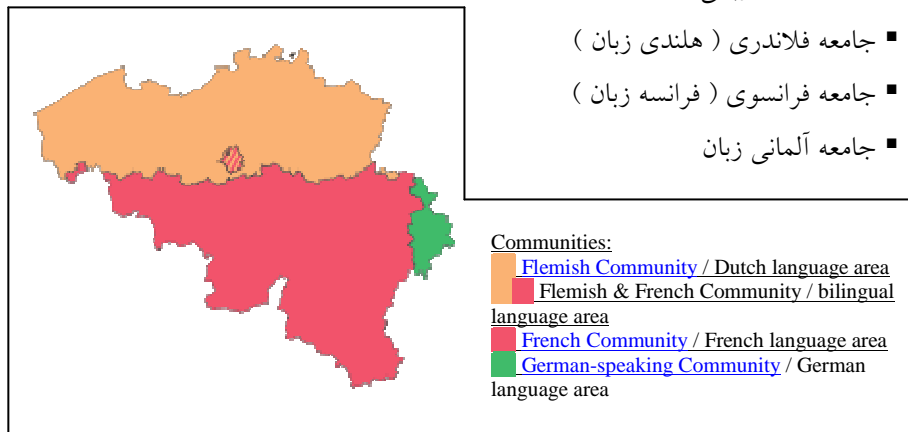 ▪ جامعه فلاندری ( هلندی زبان )
▪ جامعه فرانسوی ( فرانسه زبان )
▪ جامعه آلمانی زبان
Communities:
Flemish Community / Dutch language area
Flemish & French Community / bilingual
language area
French Community / French language area
German-speaking Community / German
language area